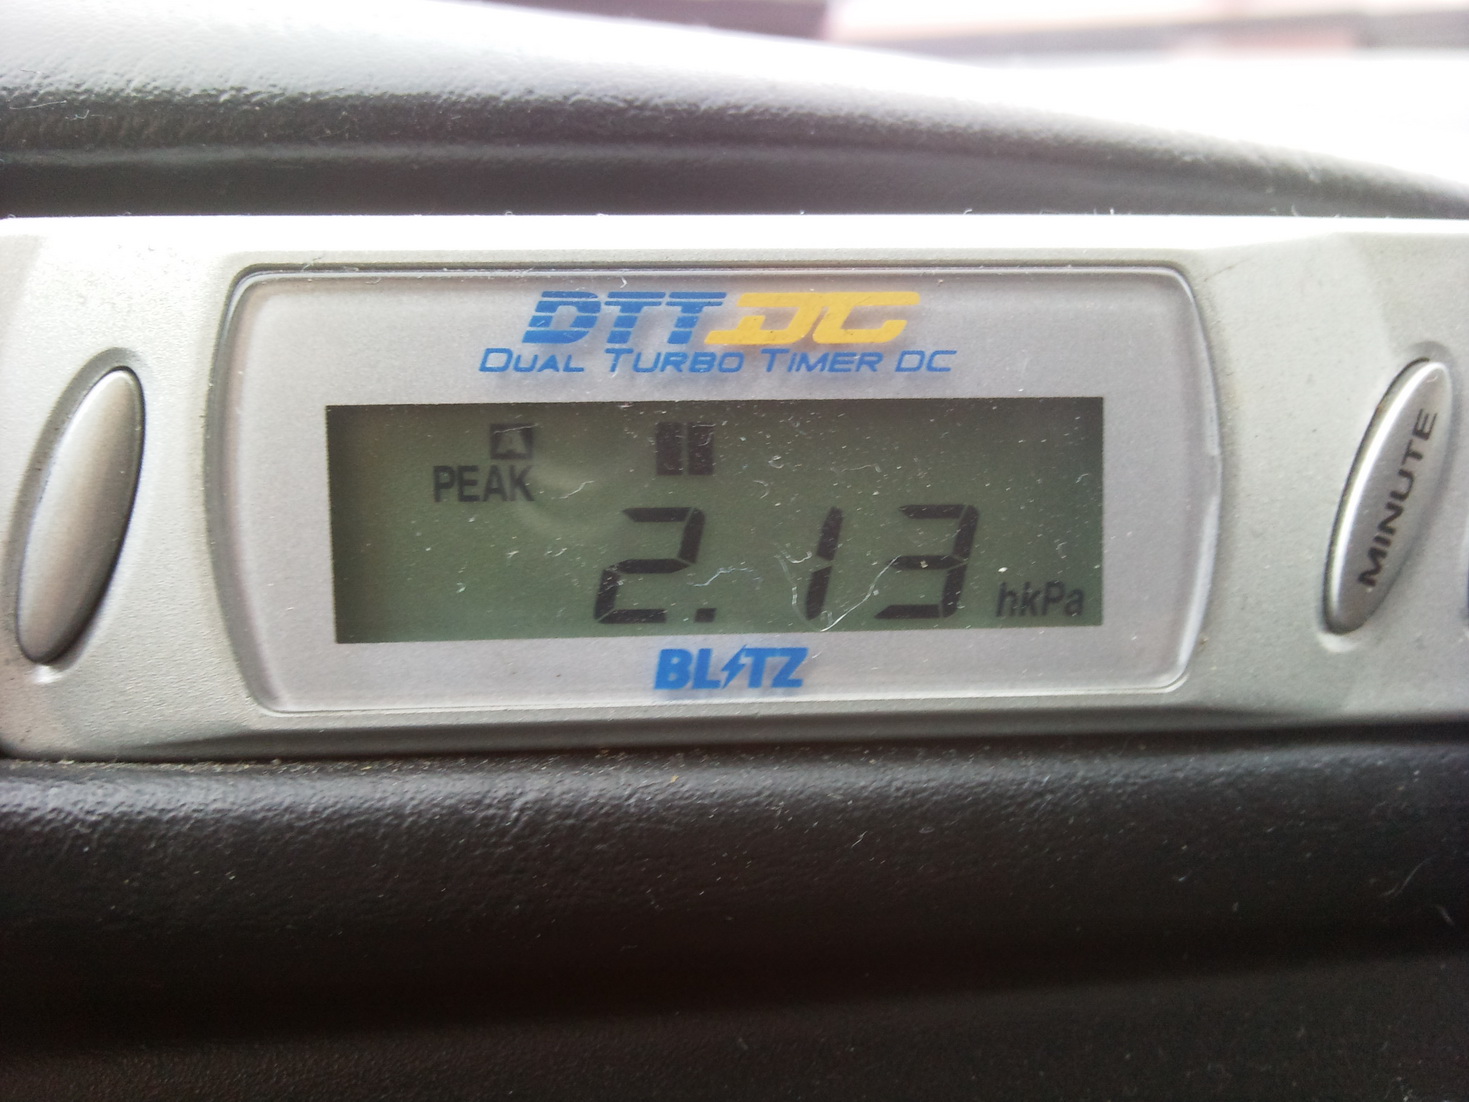 DTT DC
DUAL TURBO TIMER DC
A
PEAK
2.13 hkPa
BLITZ
MINUTE